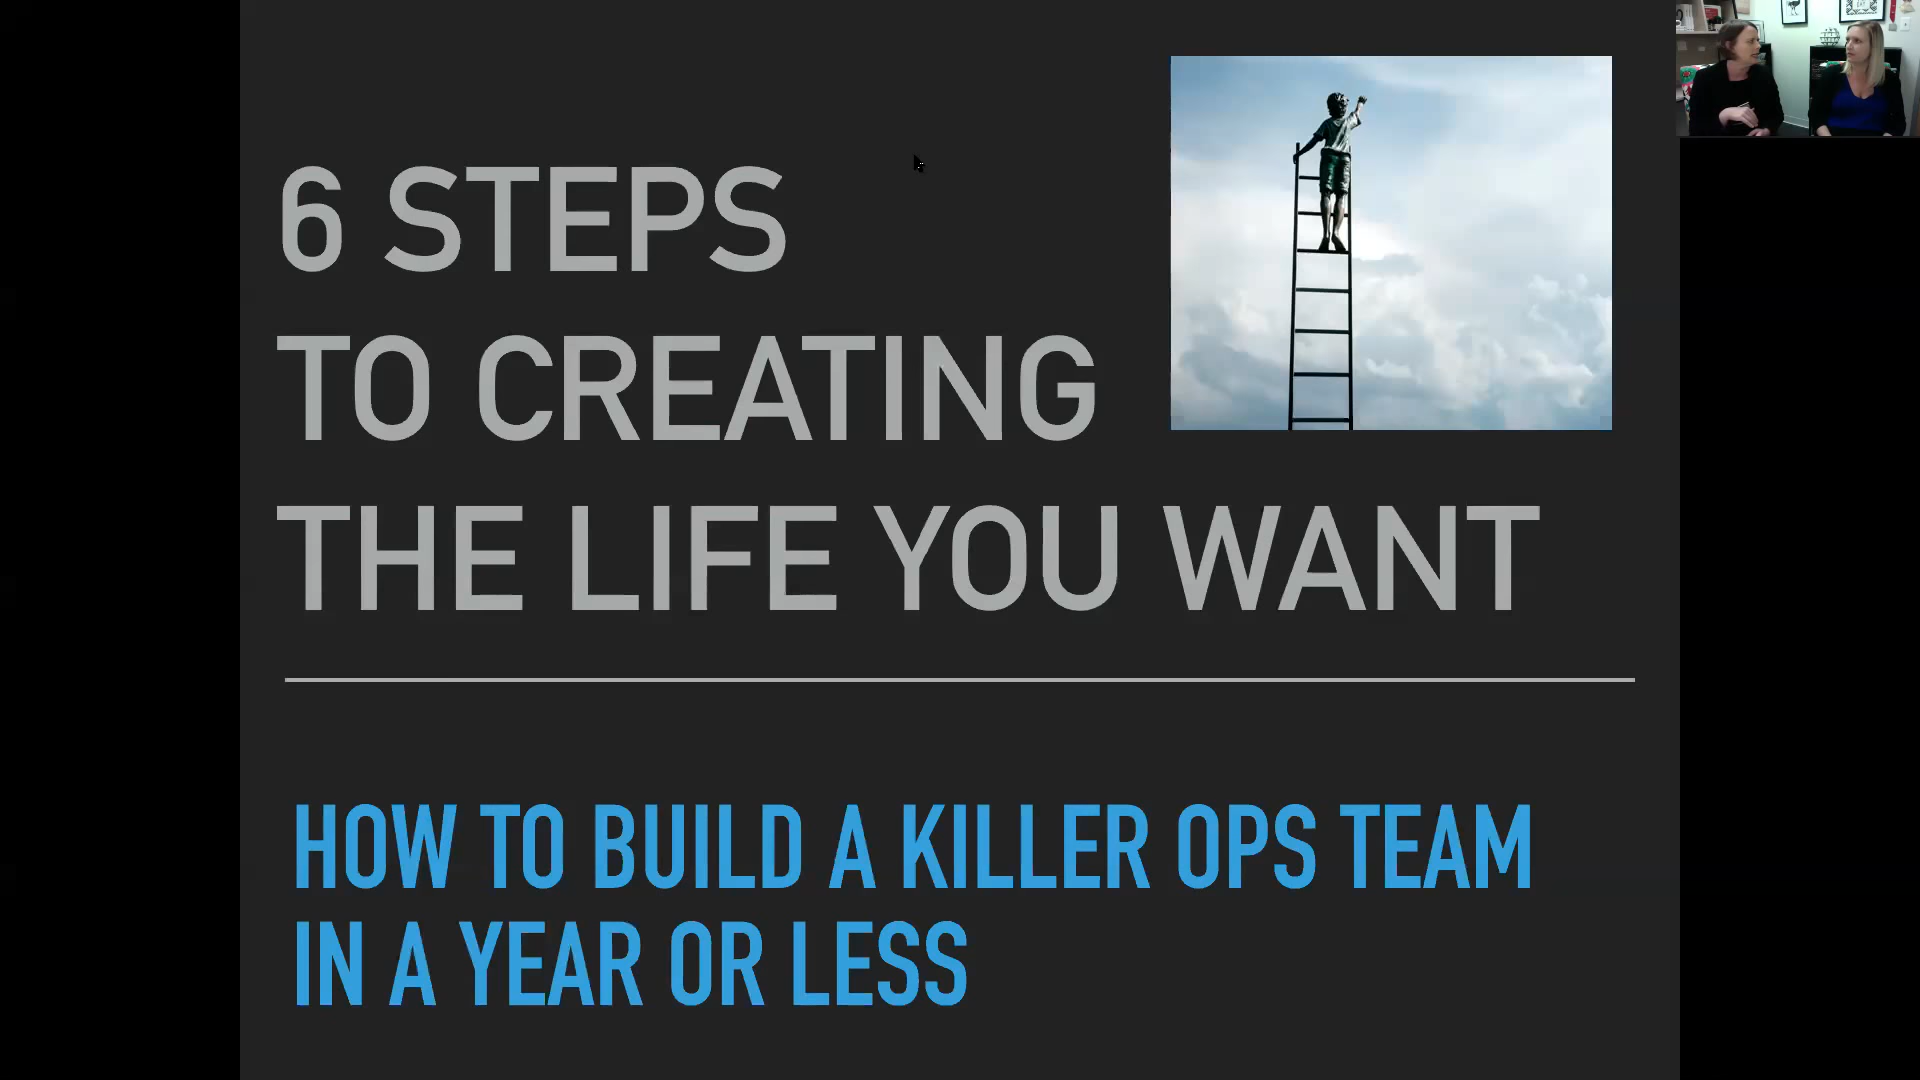 6 STEPS
TO CREATING
THE LIFE YOU WANT
HOW TO BUILD A KILLER OPS TEAM
IN A YEAR OR LESS